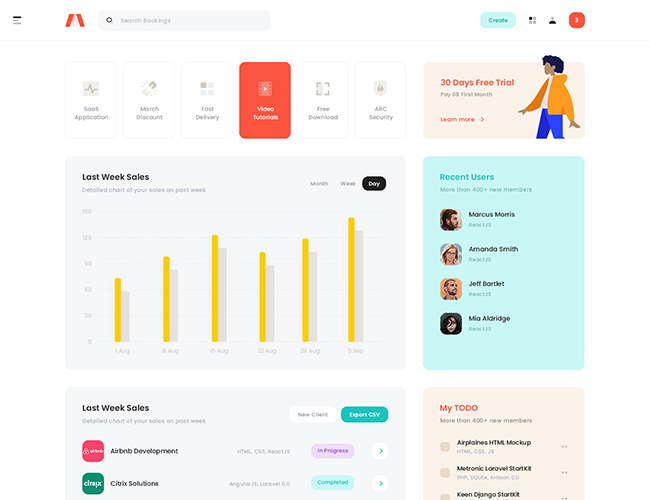 Search Bookings
Create
3
SaaS
Application
March
Discount
Fast
Delivery
Video
Tutorials
Free
Download
ARC
Security
30 Days Free Trial
Pay 0$ First Month
Learn more
Last Week Sales
Detailed chart of your sales on past week
Month Week Day
150
120
90
60
30
0
1 Aug 8 Aug 15 Aug 22 Aug 29 Aug 5 Sep
Recent Users
More than 400+ new members
Marcus Morris
ReactJS
Amanda Smith
ReactJS
Jeff Bartlet
ReactJS
Mia Aldridge
ReactJS
Last Week Sales
Detailed chart of your sales on past week
New Client Export CSV
airbnb Airbnb Development HTML, CSS, ReactJS In Progress
citrix Citrix Solutions AngularJS, Laravel 6.0 Completed
My TODO
More than 400+ new members
Airplaines HTML Mockup
HTML, CSS. JS
Metronic Laravel StartKit
PHP, SQLite, Artisan CLI
Keen Django StartKit